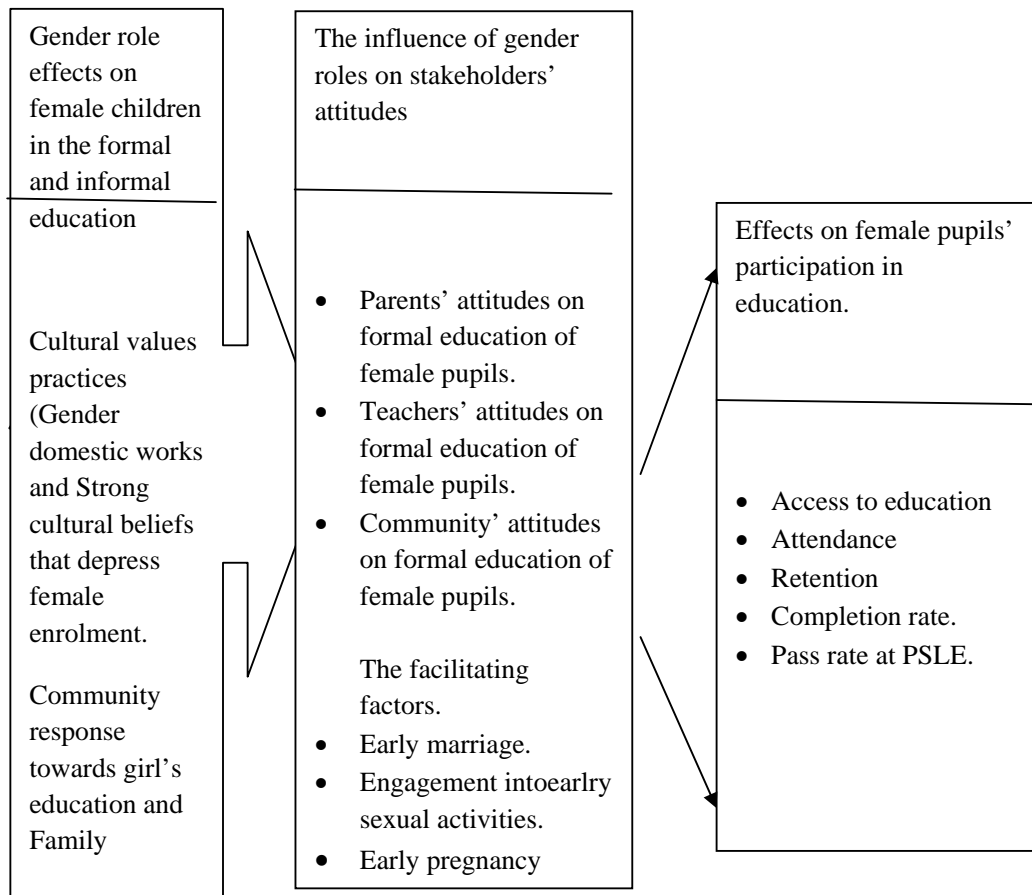 Gender role
effects on
female children
in the formal
and informal
education
Cultural values
practices
(Gender
domestic works
and Strong
cultural beliefs
that depress
female
enrolment.
Community
response
towards girl’s
education and
Family
The influence of gender
roles on stakeholders’
attitudes
• Parents’ attitudes on
formal education of
female pupils.
• Teachers’ attitudes on
formal education of
female pupils.
• Community’ attitudes
on formal education of
female pupils.
The facilitating
factors.
• Early marriage.
• Engagement intoearlry
sexual activities.
• Early pregnancy
Effects on female pupils’
participation in
education.
• Access to education
• Attendance
• Retention
• Completion rate.
• Pass rate at PSLE.